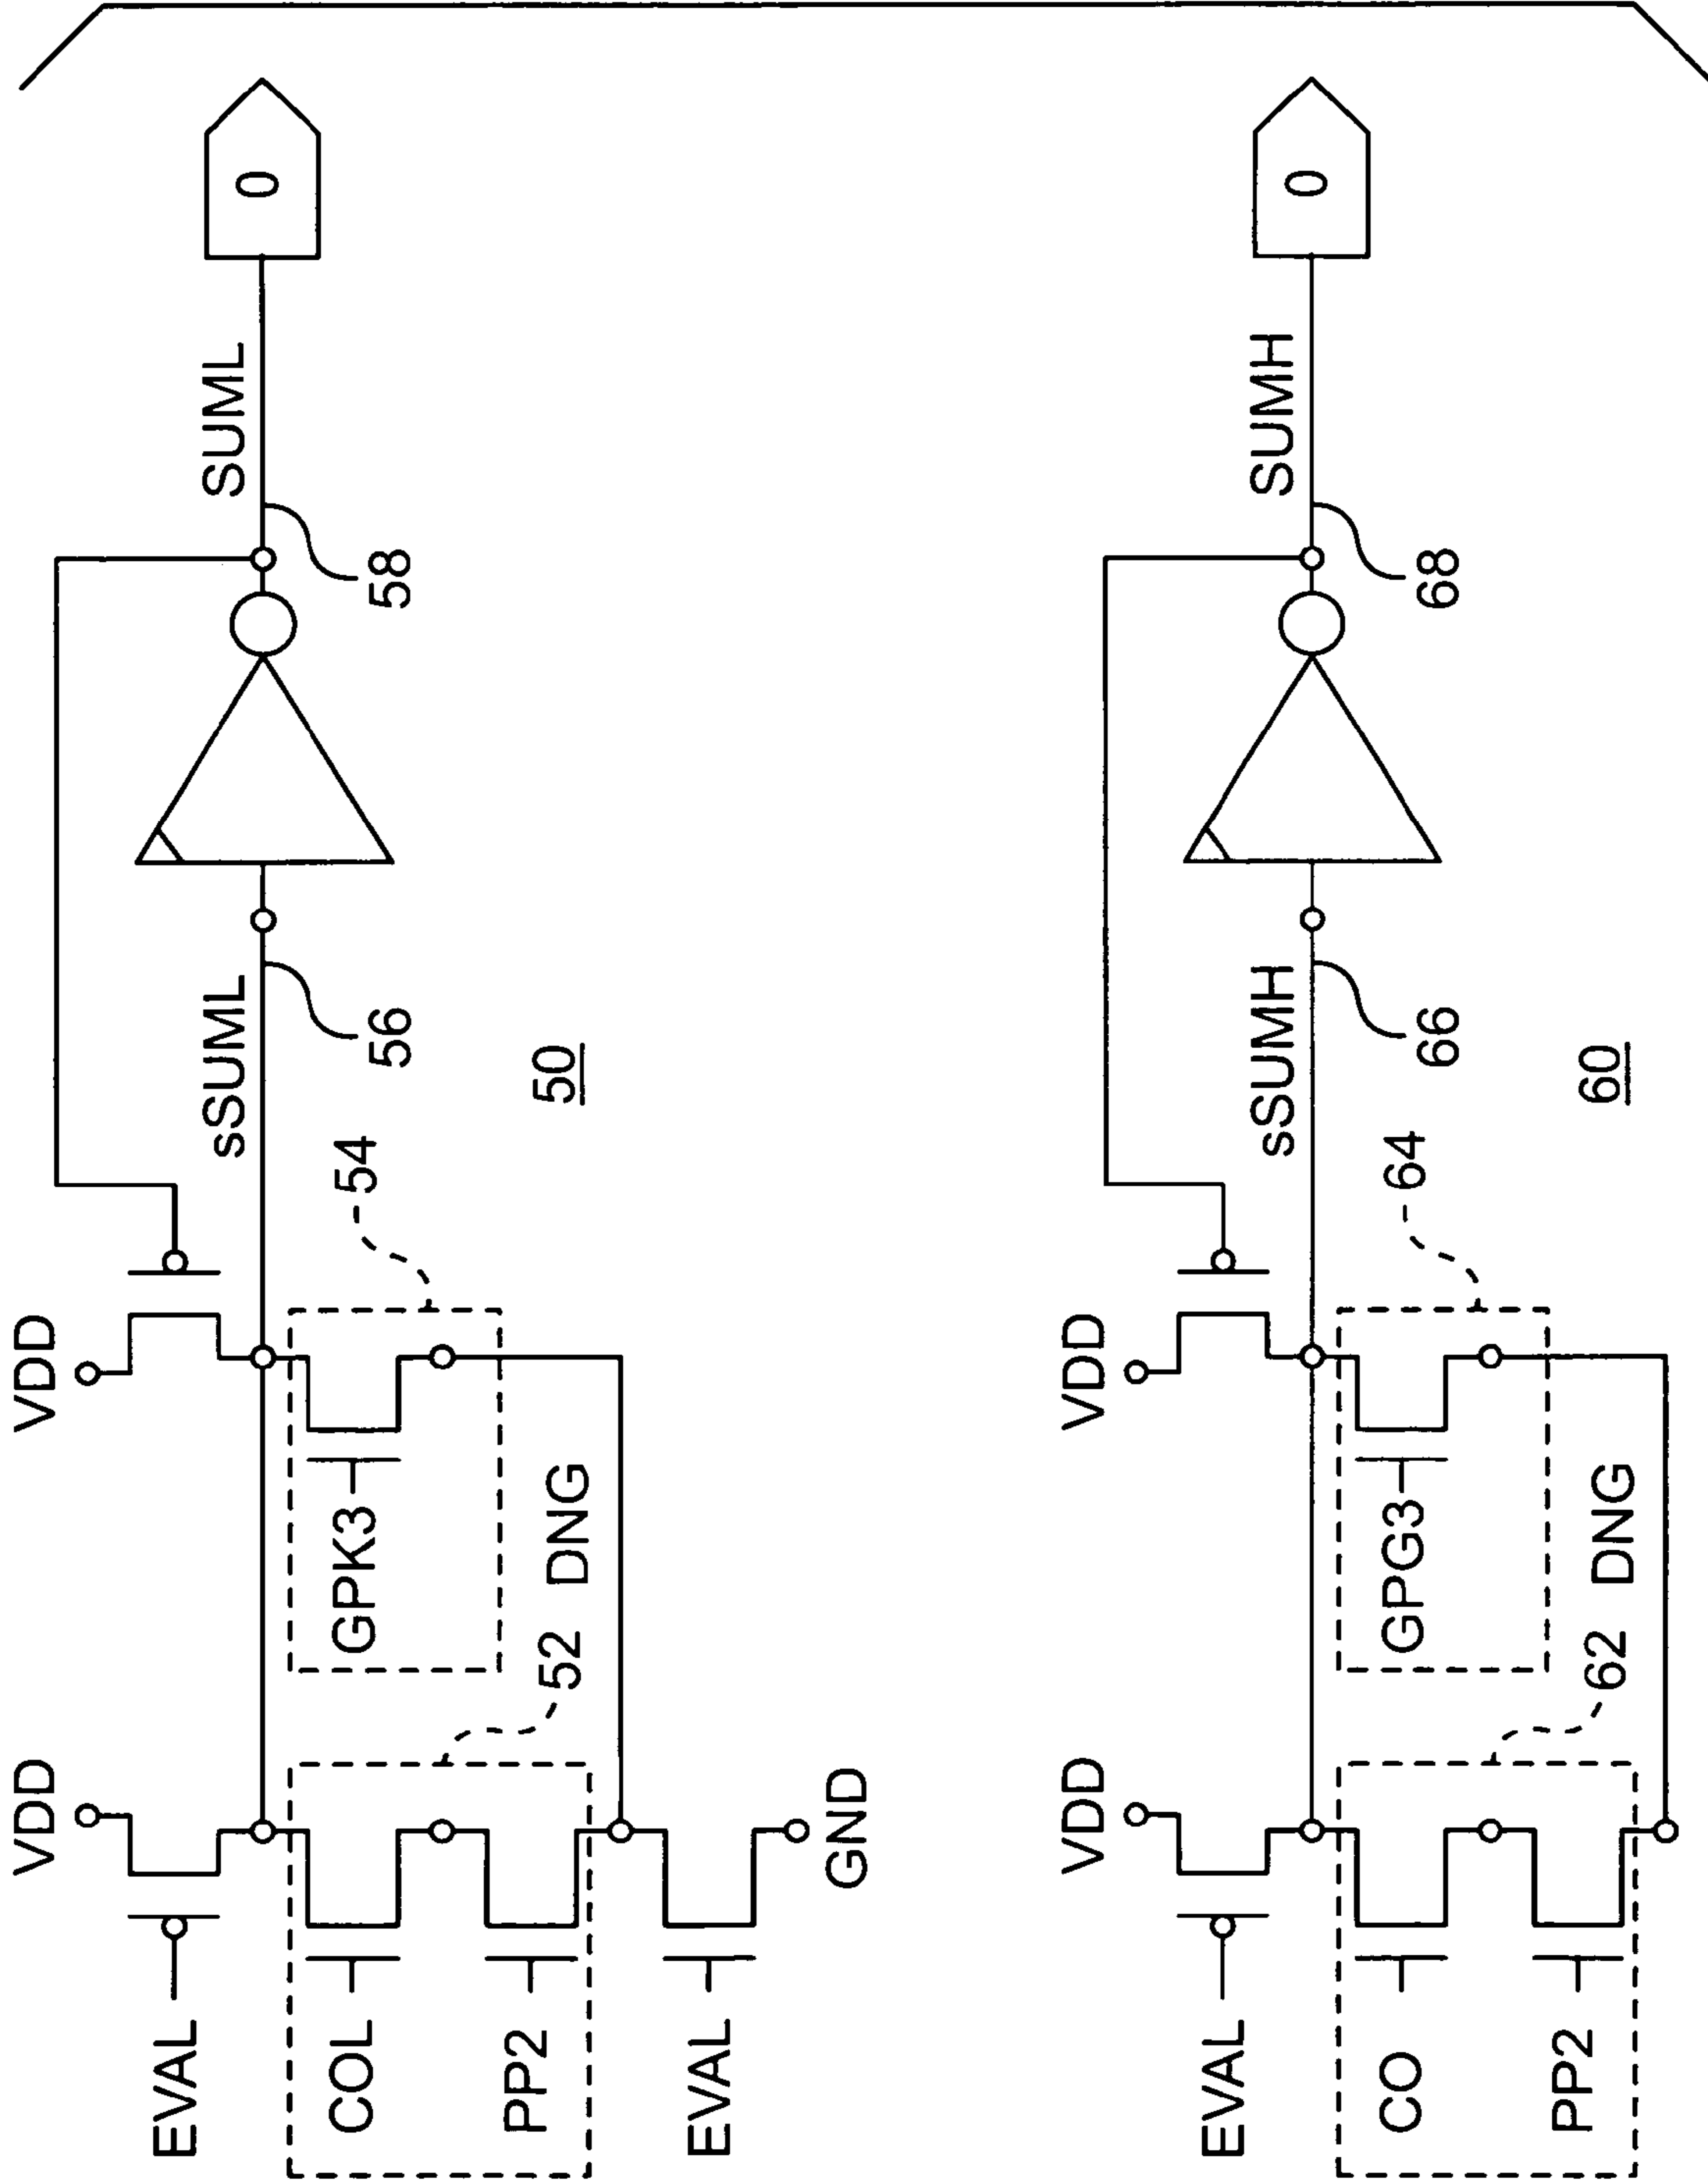 VDD
VDD
EVAL
COL
PP2
EVAL
GND
GPK3
52
DNG
54
sSUML
56
50
SUML
58
0
VDD
VDD
EVAL
CO
PP2
GPG3
62
DNG
64
sSUMH
66
60
SUMH
68
0